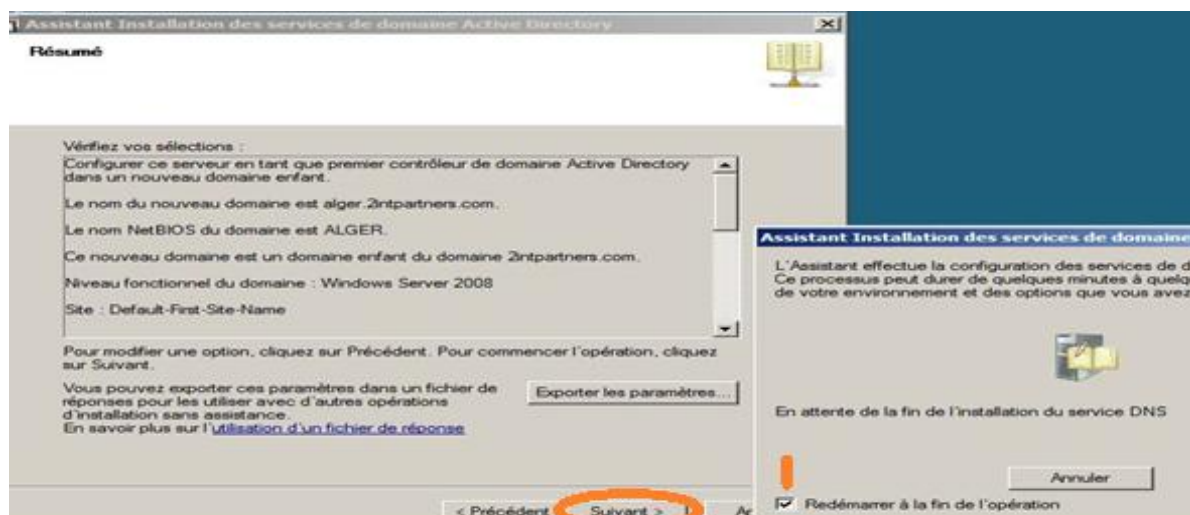 Assistant Installation des services de domaine Active Directory
Résumé
Vérifiez vos sélections :
Configurer ce serveur en tant que premier contrôleur de domaine Active Directory
dans un nouveau domaine enfant.
Le nom du nouveau domaine est alger.2intpartners.com.
Le nom NetBIOS du domaine est ALGER.
Ce nouveau domaine est un domaine enfant du domaine 2intpartners.com.
Niveau fonctionnel du domaine : Windows Server 2008
Site : Default-First-Site-Name
Pour modifier une option, cliquez sur Précédent. Pour commencer l'opération, cliquez
sur Suivant.
Vous pouvez exporter ces paramètres dans un fichier de
réponses pour les utiliser avec d'autres opérations
d'installation sans assistance.
En savoir plus sur l'utilisation d'un fichier de réponse
Exporter les paramètres...
< Précédent
Suivant >
Assistant Installation des services de domaine
L'Assistant effectue la configuration des services de d
Ce processus peut durer de quelques minutes à quelq
de votre environnement et des options que vous avez
En attente de la fin de l'installation du service DNS
Annuler
Redémarrer à la fin de l'opération